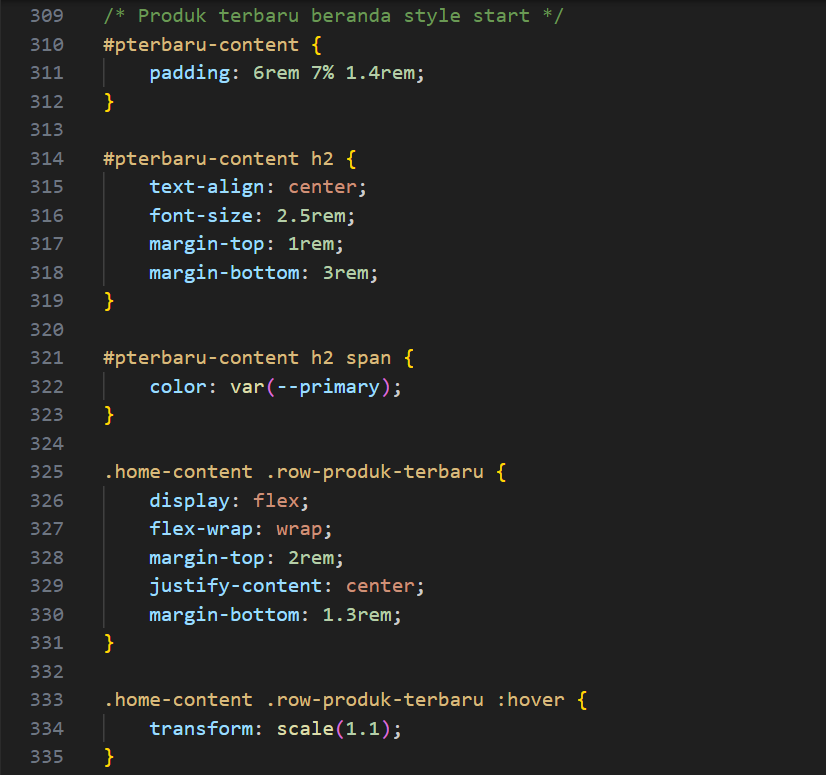 309 /* Produk terbaru beranda style start */
310 #pterbaru-content {
311     padding: 6rem 7% 1.4rem;
312 }
313
314 #pterbaru-content h2 {
315     text-align: center;
316     font-size: 2.5rem;
317     margin-top: 1rem;
318     margin-bottom: 3rem;
319 }
320
321 #pterbaru-content h2 span {
322     color: var(--primary);
323 }
324
325 .home-content .row-produk-terbaru {
326     display: flex;
327     flex-wrap: wrap;
328     margin-top: 2rem;
329     justify-content: center;
330     margin-bottom: 1.3rem;
331 }
332
333 .home-content .row-produk-terbaru :hover {
334     transform: scale(1.1);
335 }